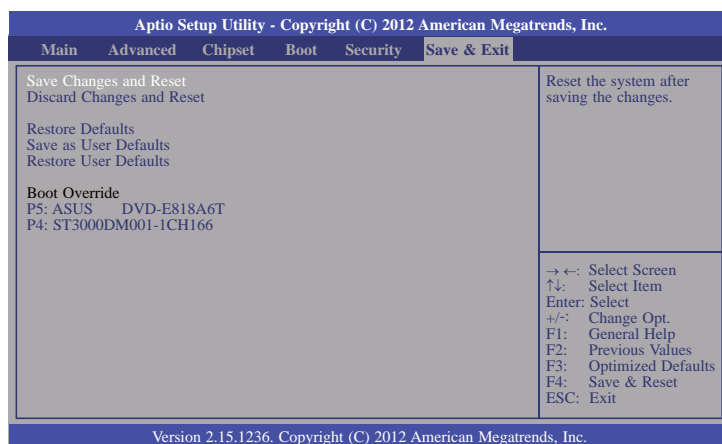 Aptio Setup Utility - Copyright (C) 2012 American Megatrends, Inc.
Main Advanced Chipset Boot Security Save & Exit
Save Changes and Reset
Discard Changes and Reset
Restore Defaults
Save as User Defaults
Restore User Defaults
Boot Override
P5: ASUS DVD-E818A6T
P4: ST3000DM001-1CH166
Reset the system after
saving the changes.
→ ←: Select Screen
↑↓: Select Item
Enter: Select
+/-: Change Opt.
F1: General Help
F2: Previous Values
F3: Optimized Defaults
F4: Save & Reset
ESC: Exit
Version 2.15.1236. Copyright (C) 2012 American Megatrends, Inc.